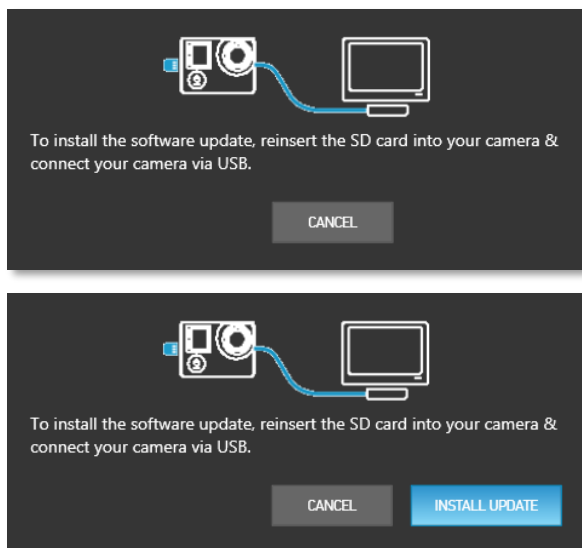 To install the software update, reinsert the SD card into your camera &
connect your camera via USB.
CANCEL
To install the software update, reinsert the SD card into your camera &
connect your camera via USB.
CANCEL INSTALL UPDATE